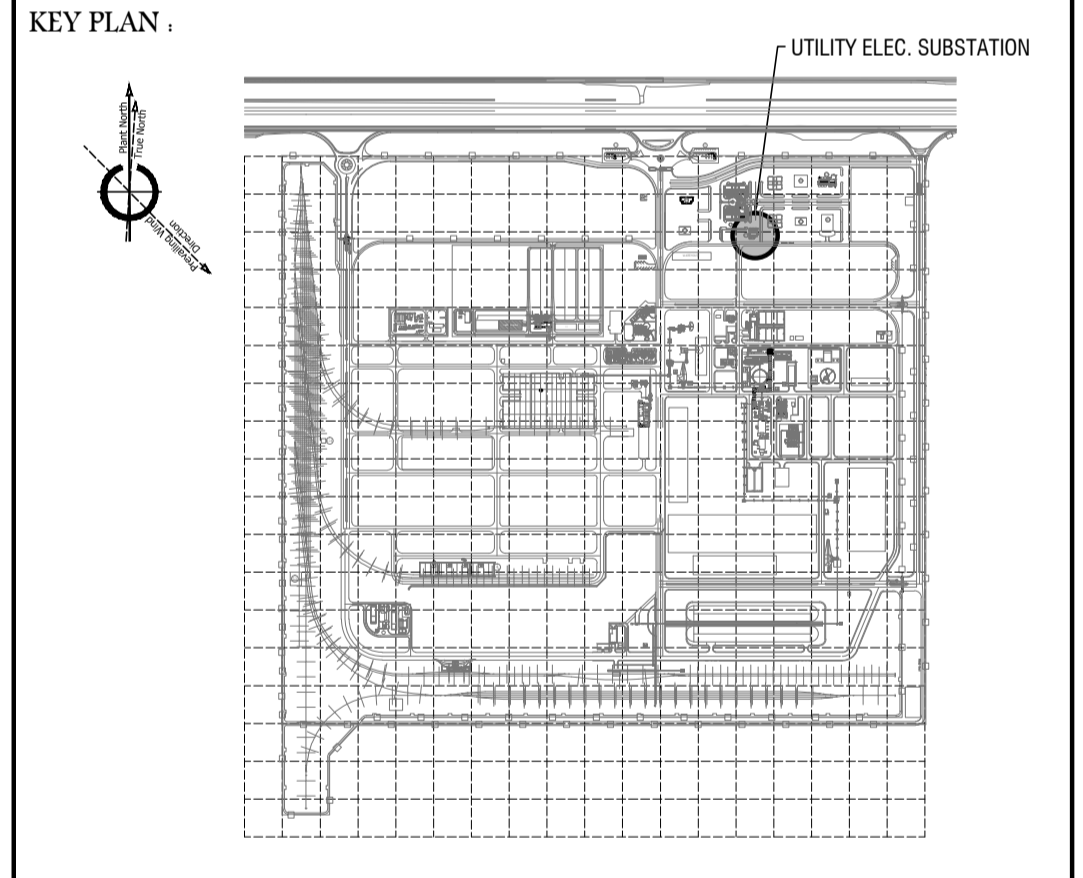 KEY PLAN :
UTILITY ELEC. SUBSTATION
Plant North
True North
Prevailing Wind
Direction